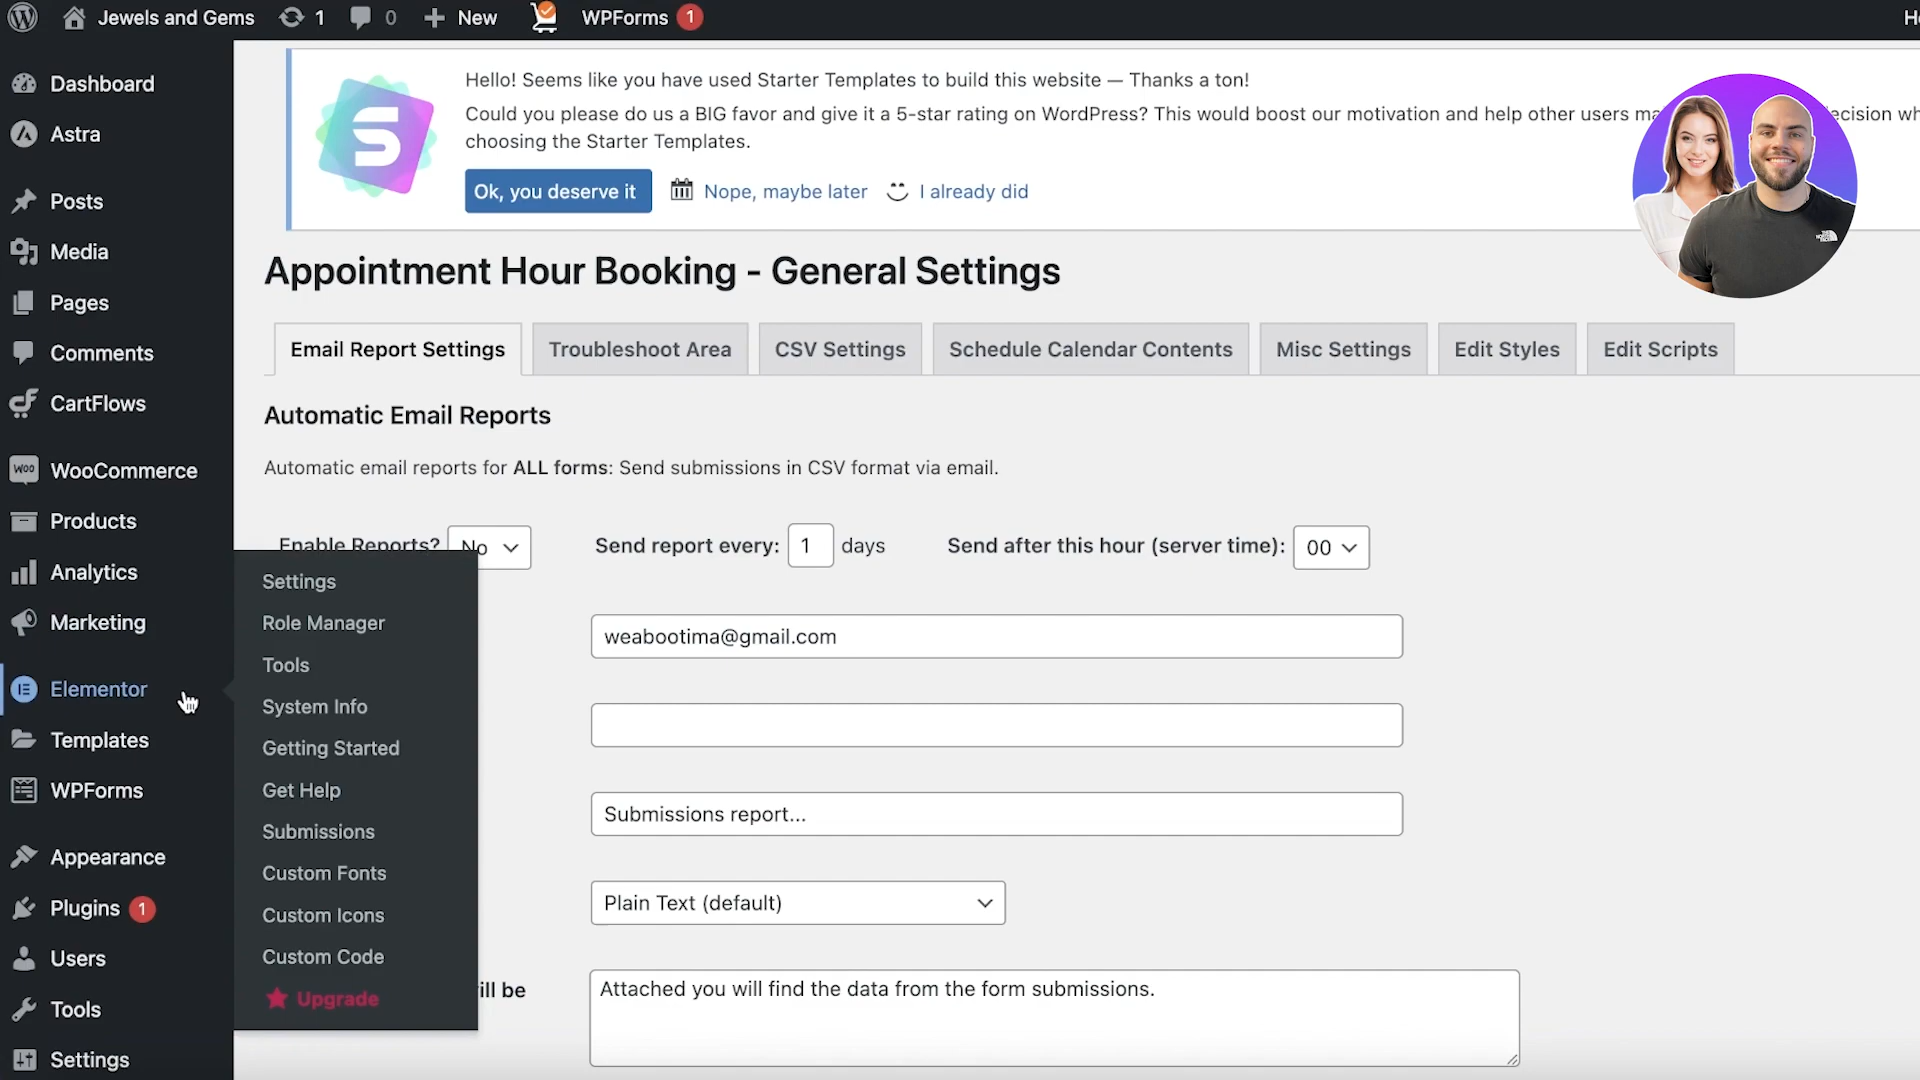 Jewels and Gems
1
0
New
WPForms
1
Dashboard
Astra
Posts
Media
Pages
Comments
CartFlows
Woo
WooCommerce
Products
Analytics
Marketing
Elementor
Templates
WPForms
Appearance
Plugins
1
Users
Tools
Settings
Settings
Role Manager
Tools
System Info
Getting Started
Get Help
Submissions
Custom Fonts
Custom Icons
Custom Code
Upgrade
S
Hello! Seems like you have used Starter Templates to build this website — Thanks a ton!
Could you please do us a BIG favor and give it a 5-star rating on WordPress? This would boost our motivation and help other users
choosing the Starter Templates.
Ok, you deserve it
Nope, maybe later
I already did
Appointment Hour Booking - General Settings
Email Report Settings
Troubleshoot Area
CSV Settings
Schedule Calendar Contents
Misc Settings
Edit Styles
Edit Scripts
Automatic Email Reports
Automatic email reports for ALL forms: Send submissions in CSV format via email.
Enable Reports?
No
Send report every:
1
days
Send after this hour (server time):
00
weabootima@gmail.com
Submissions report...
Plain Text (default)
be
Attached you will find the data from the form submissions.